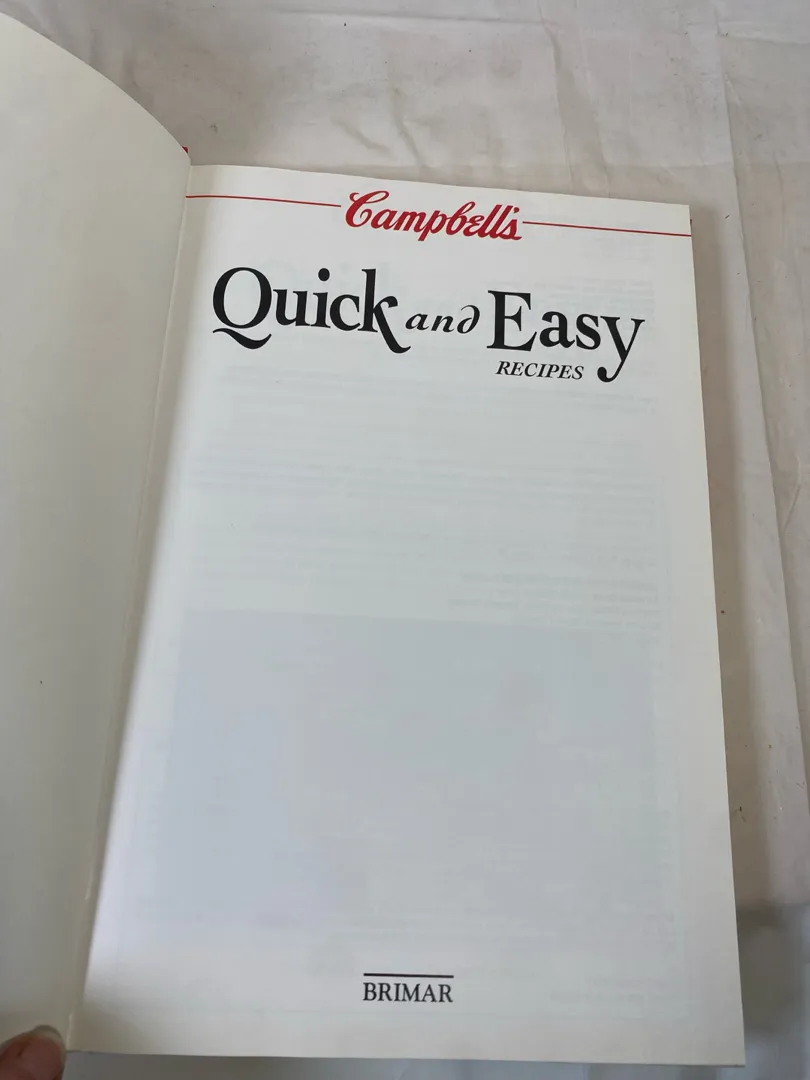 Campbell's
Quick and Easy
RECIPES
BRIMAR